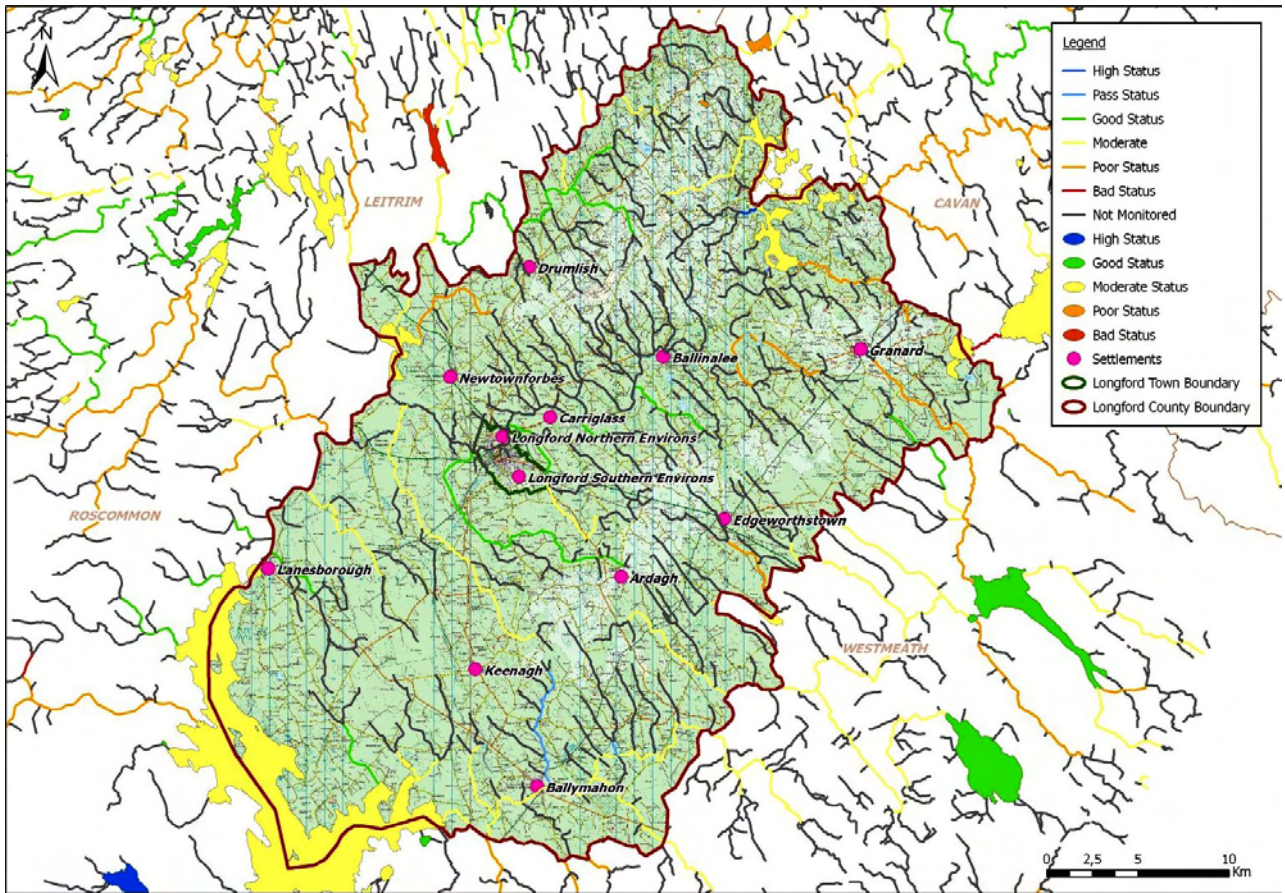 N
Legend
High Status
Pass Status
Good Status
Moderate
Poor Status
Bad Status
Not Monitored
High Status
Good Status
Moderate Status
Poor Status
Bad Status
Settlements
Longford Town Boundary
Longford County Boundary
LEITRIM
CAVAN
Drumlish
Ballinalee
Granard
Newtownforbes
Carriglass
Longford Northern Environs
Longford Southern Environs
ROSCOMMON
Edgeworthstown
Lanesborough
Ardagh
WESTMEATH
Keenagh
Ballymahon
0 2,5 5 10
Km